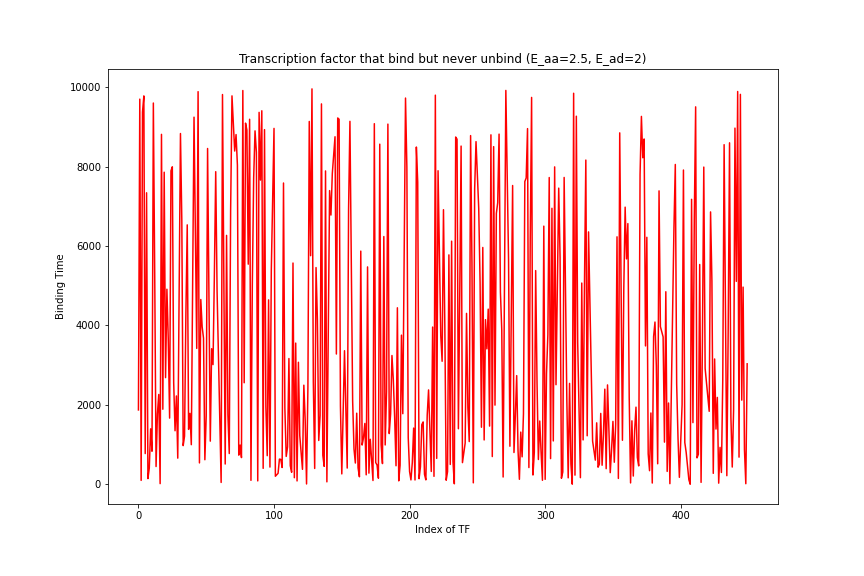 Transcription factor that bind but never unbind (E_aa=2.5, E_ad=2)
10000
8000
6000
4000
2000
0
Binding Time
0 100 200 300 400
Index of TF